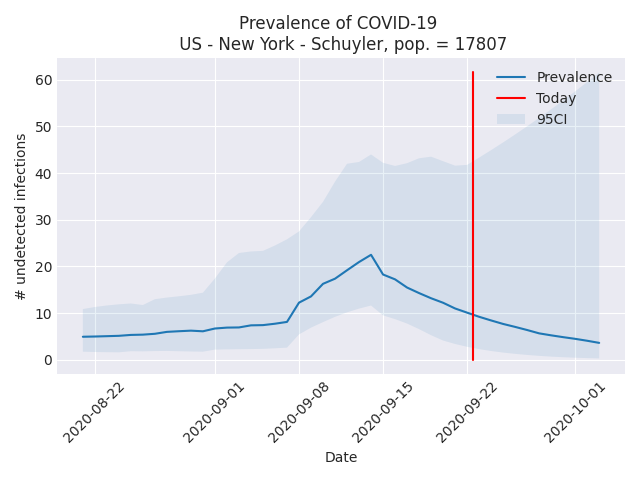 Prevalence of COVID-19
US - New York - Schuyler, pop. = 17807
# undetected infections
60
50
40
30
20
10
0
Prevalence
Today
95CI
2020-08-22
2020-09-01
2020-09-08
2020-09-15
2020-09-22
2020-10-01
Date